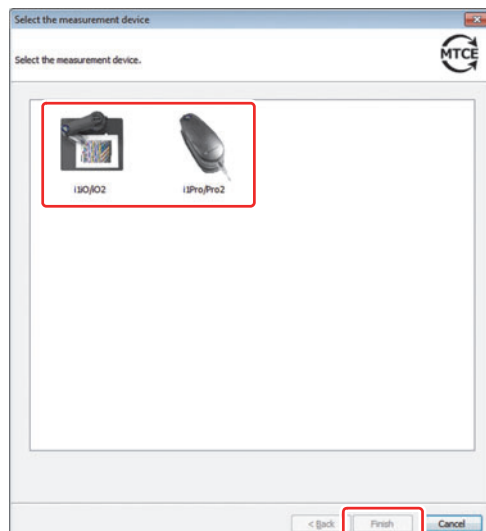 Select the measurement device
Select the measurement device.
MTCE
i1iO/iO2
i1Pro/Pro2
< Back
Finish
Cancel